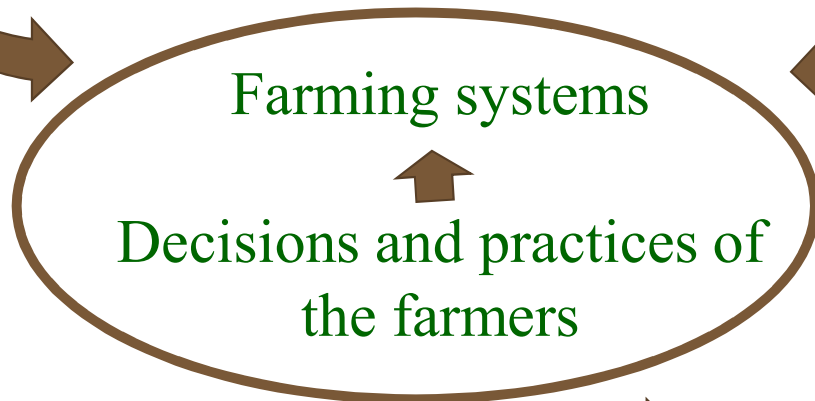 Farming systems
Decisions and practices of
the farmers